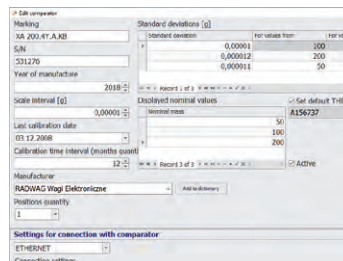 Edit comparator
Marking
XA 200.4Y.A.KB
S/N
531270
Year of manufacture
2018
Scale interval [g]
0,00001
Last calibration date
03.12.2008
Calibration time interval (months quanti
12
Manufacturer
RADWAG Wagi Elektroniczne
Add to dictionary
Positions quantity
1
Standard deviations [g]
Standard deviation For values from For v
0,00001 100
0,000012 200
0,000011 50
Record 1 of 3
Displayed nominal values
Nominal mass
50
100
200
Record 3 of 3
Set default THB
A156737
Active
Settings for connection with comparator
ETHERNET
Connection settings